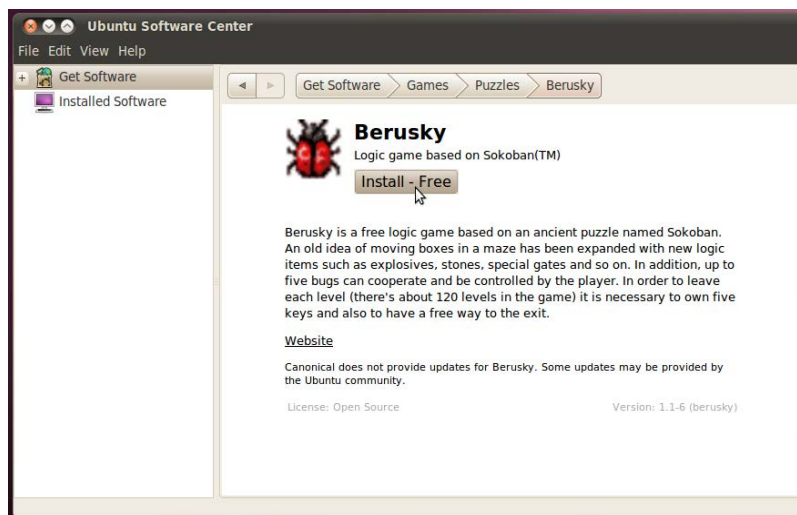 Ubuntu Software Center
File Edit View Help
Get Software
Installed Software
Get Software Games Puzzles Berusky
Berusky
Logic game based on Sokoban(TM)
Install - Free
Berusky is a free logic game based on an ancient puzzle named Sokoban.
An old idea of moving boxes in a maze has been expanded with new logic
items such as explosives, stones, special gates and so on. In addition, up to
five bugs can cooperate and be controlled by the player. In order to leave
each level (there's about 120 levels in the game) it is necessary to own five
keys and also to have a free way to the exit.
Website
Canonical does not provide updates for Berusky. Some updates may be provided by
the Ubuntu community.
License: Open Source Version: 1.1-6 (berusky)